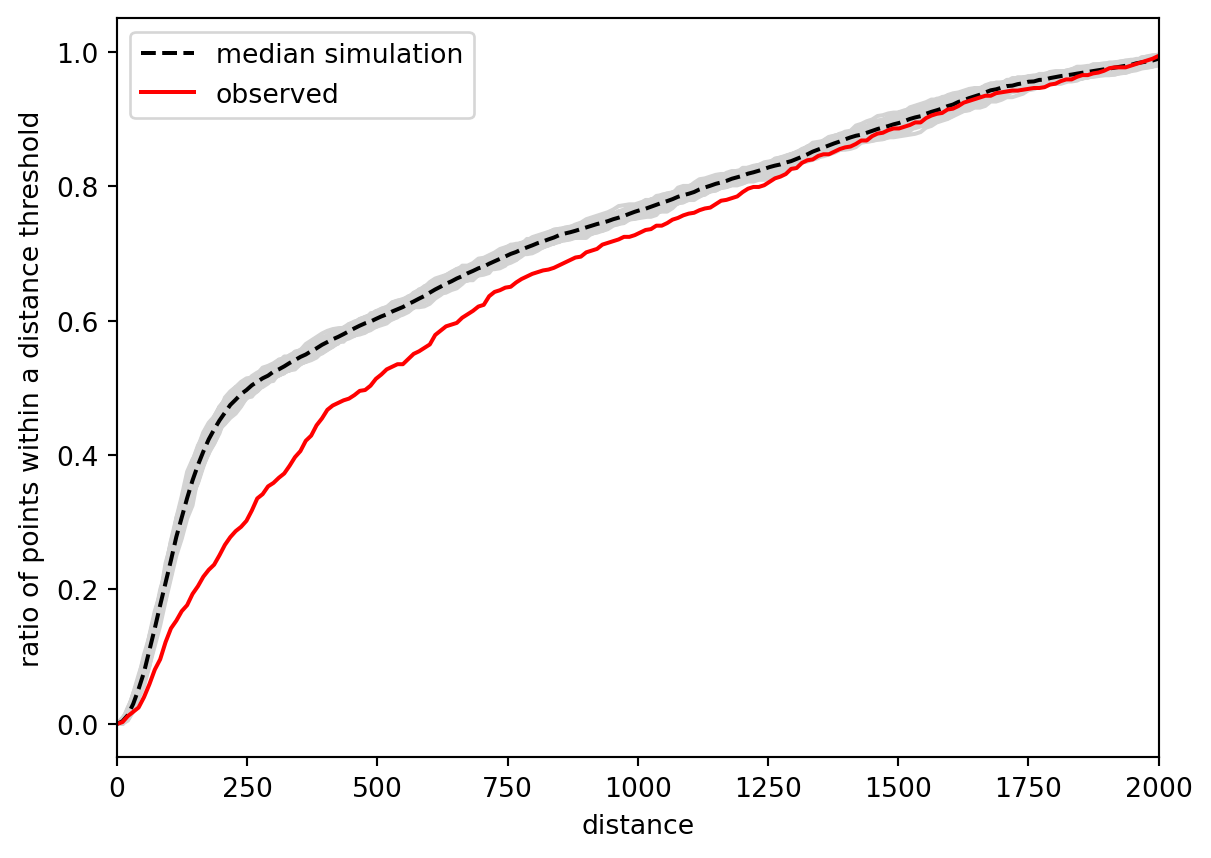 median simulation
observed
ratio of points within a distance threshold
1.0
0.8
0.6
0.4
0.2
0.0
0 250 500 750 1000 1250 1500 1750 2000
distance